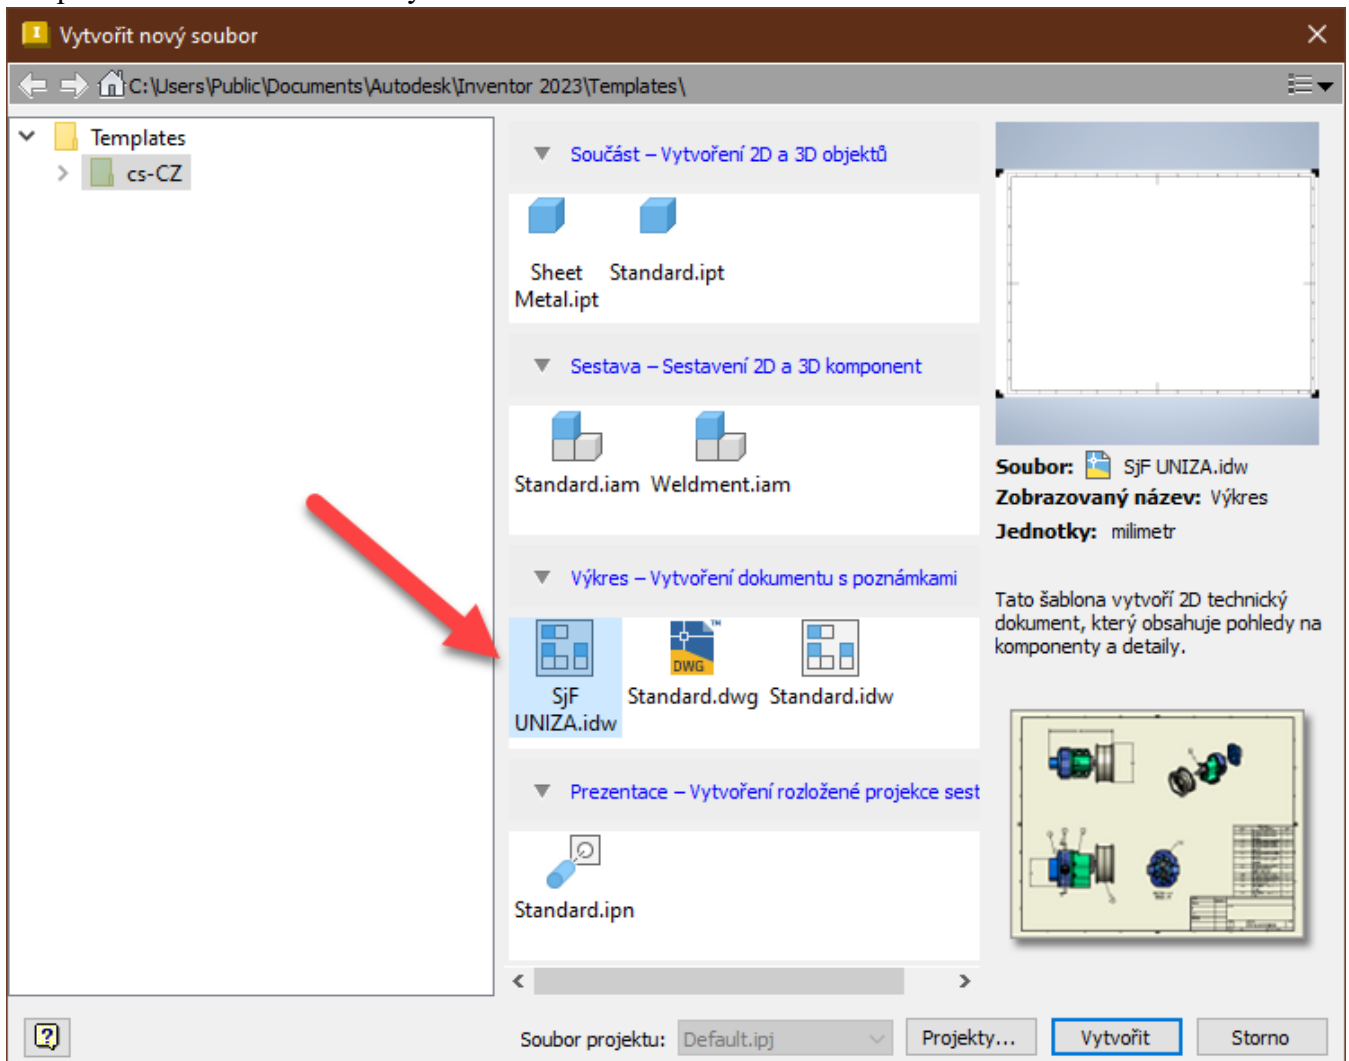 Vytvořit nový soubor
C:\Users\Public\Documents\Autodesk\Inventor 2023\Templates\
Templates
cs-CZ
Součást – Vytvoření 2D a 3D objektů
Sheet Metal.ipt
Standard.ipt
Sestava – Sestavení 2D a 3D komponent
Standard.iam
Weldment.iam
Výkres – Vytvoření dokumentu s poznámkami
DWG
SjF UNIZA.idw
Standard.dwg
Standard.idw
Prezentace – Vytvoření rozložené projekce sest
Standard.ipn
Soubor: SjF UNIZA.idw
Zobrazovaný název: Výkres
Jednotky: milimetr
Tato šablona vytvoří 2D technický
dokument, který obsahuje pohledy na
komponenty a detaily.
Soubor projektu: Default.ipj
Projekty...
Vytvořit
Storno